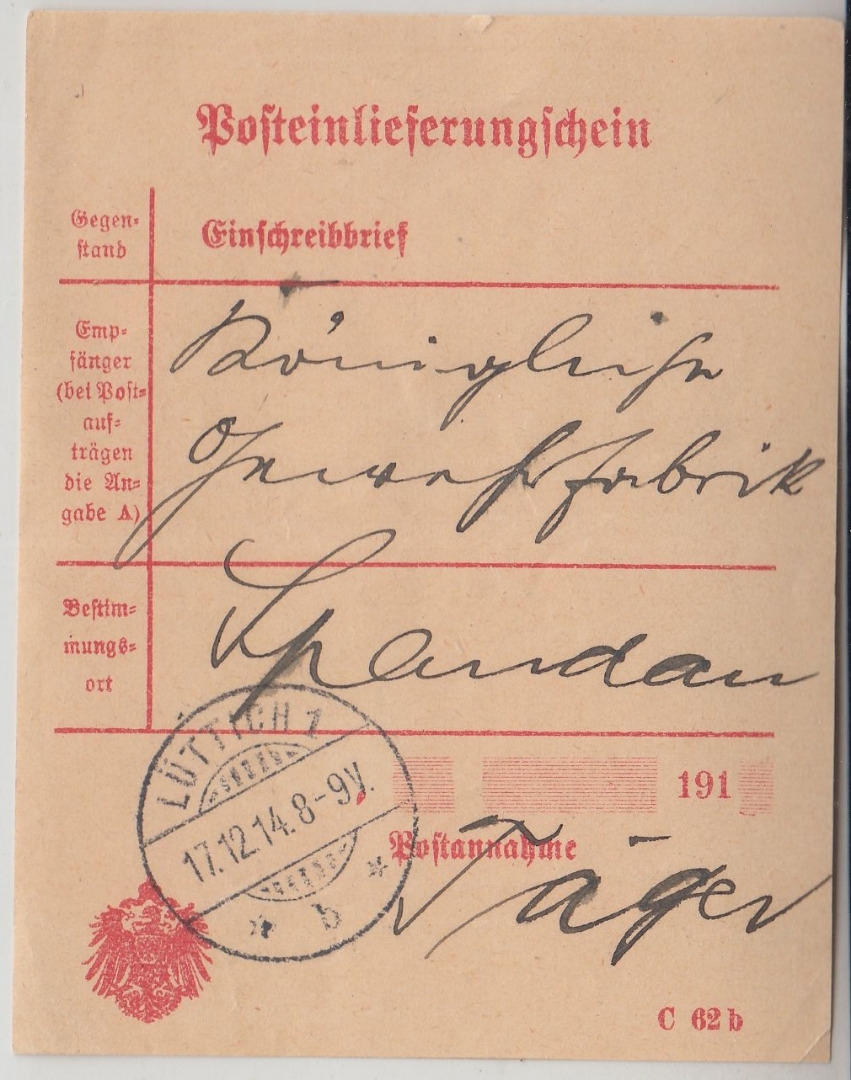 Posteinlieferungschein
Gegen-
stand
Einschreibbrief
Emp-
fänger
(bei Post-
auf-
trägen
die An-
gabe A)
Königliche
Gewehrfabrik
Bestim-
mungs-
ort
Spandau
LÜTTICH 1
17.12.14.8-9V.
* b *
191
Postannahme
Jäger
C 62 b